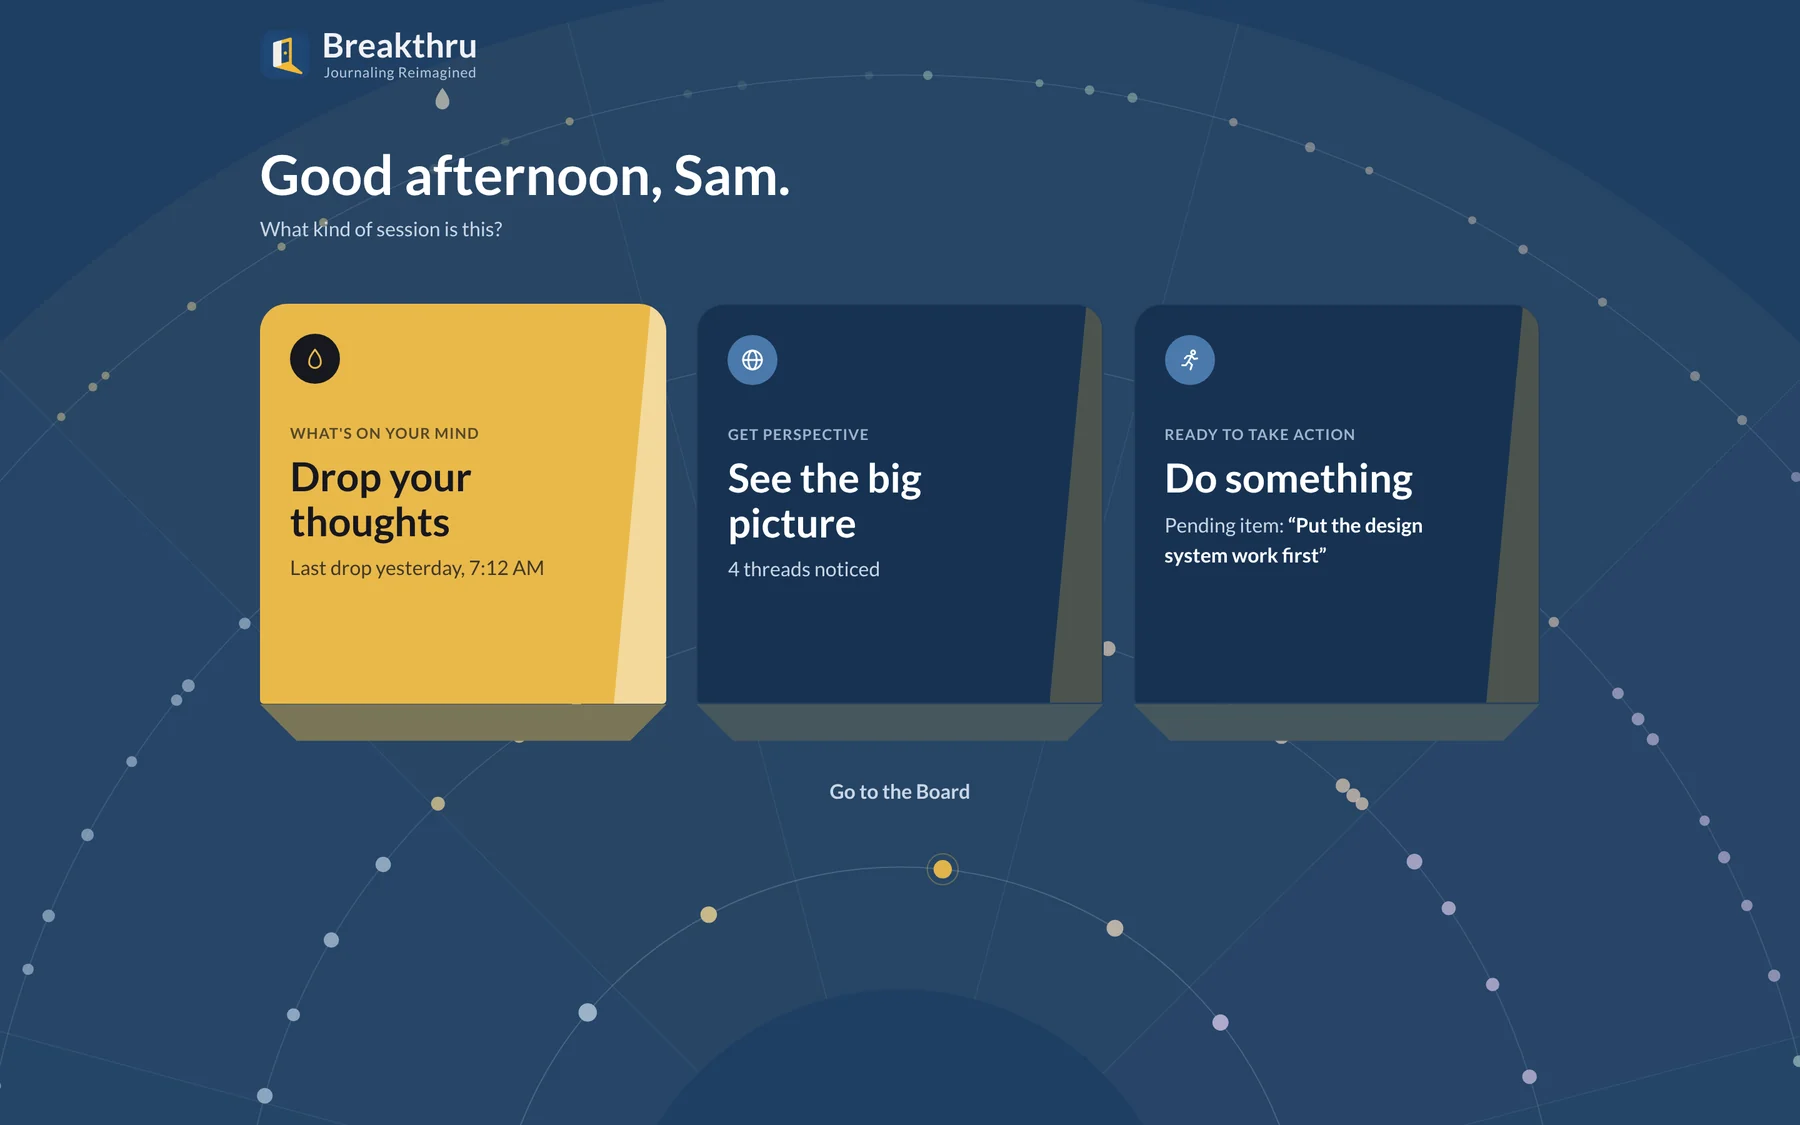 Breakthru
Journaling Reimagined
Good afternoon, Sam.
What kind of session is this?
WHAT'S ON YOUR MIND
Drop your
thoughts
Last drop yesterday, 7:12 AM
GET PERSPECTIVE
See the big
picture
4 threads noticed
READY TO TAKE ACTION
Do something
Pending item: “Put the design
system work first”
Go to the Board